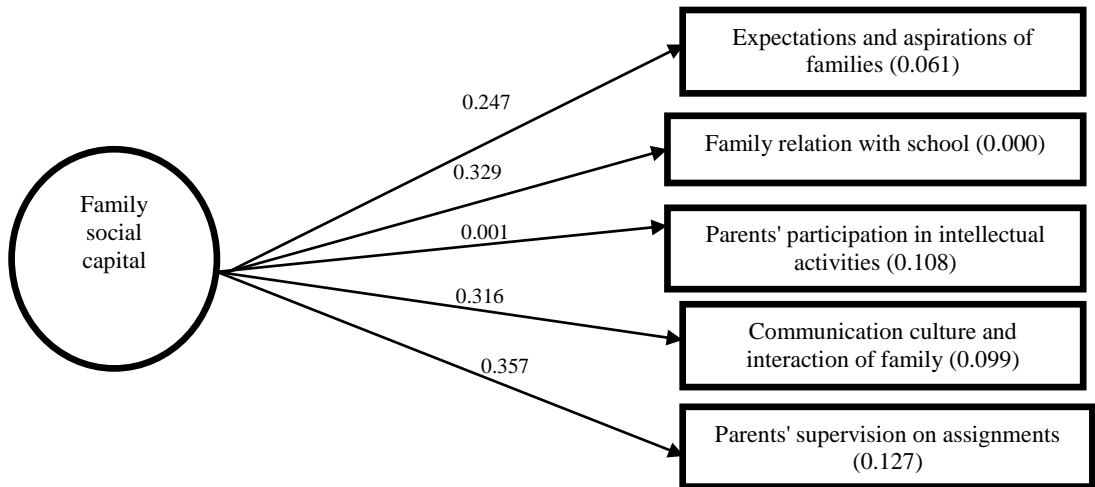 Family
social
capital
0.247
0.329
0.001
0.316
0.357
Expectations and aspirations of
families (0.061)
Family relation with school (0.000)
Parents' participation in intellectual
activities (0.108)
Communication culture and
interaction of family (0.099)
Parents' supervision on assignments
(0.127)